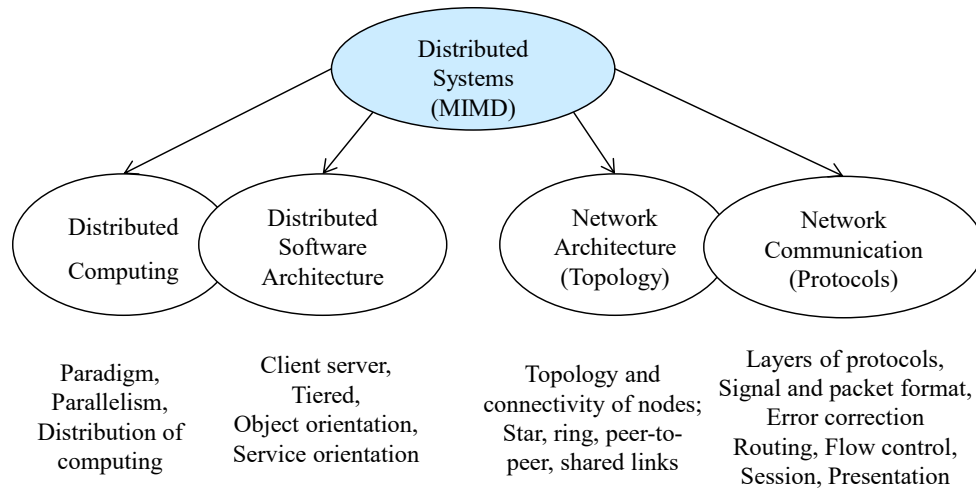 Distributed
Systems
(MIMD)
Distributed
Computing
Distributed
Software
Architecture
Network
Architecture
(Topology)
Network
Communication
(Protocols)
Paradigm,
Parallelism,
Distribution of
computing
Client server,
Tiered,
Object orientation,
Service orientation
Topology and
connectivity of nodes;
Star, ring, peer-to-
peer, shared links
Layers of protocols,
Signal and packet format,
Error correction
Routing, Flow control,
Session, Presentation